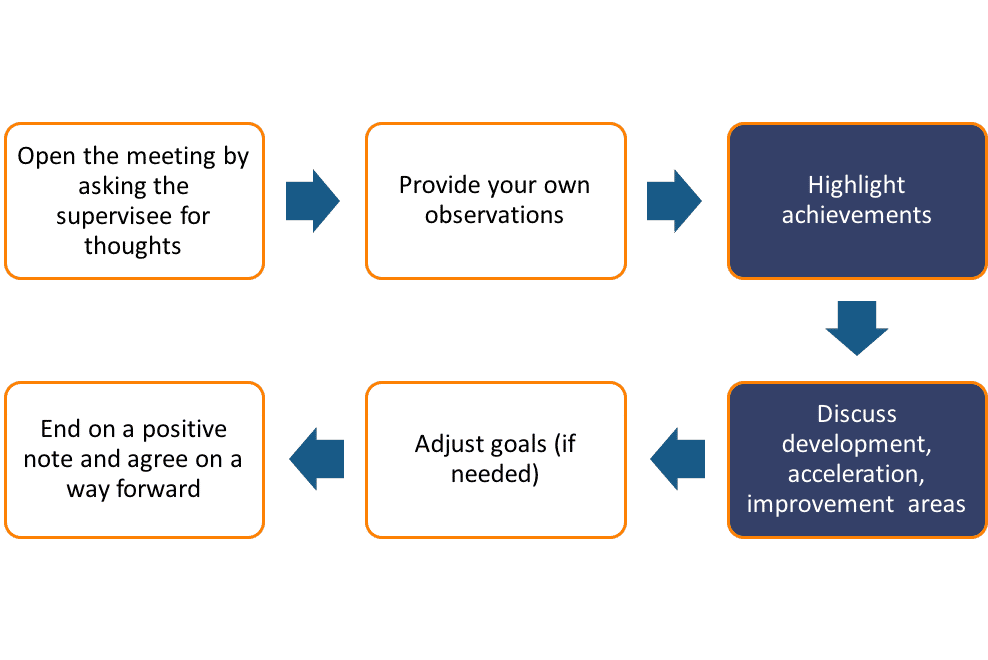 Open the meeting by
asking the
supervisee for
thoughts
Provide your own
observations
Highlight
achievements
Discuss
development,
acceleration,
improvement areas
Adjust goals (if
needed)
End on a positive
note and agree on a
way forward